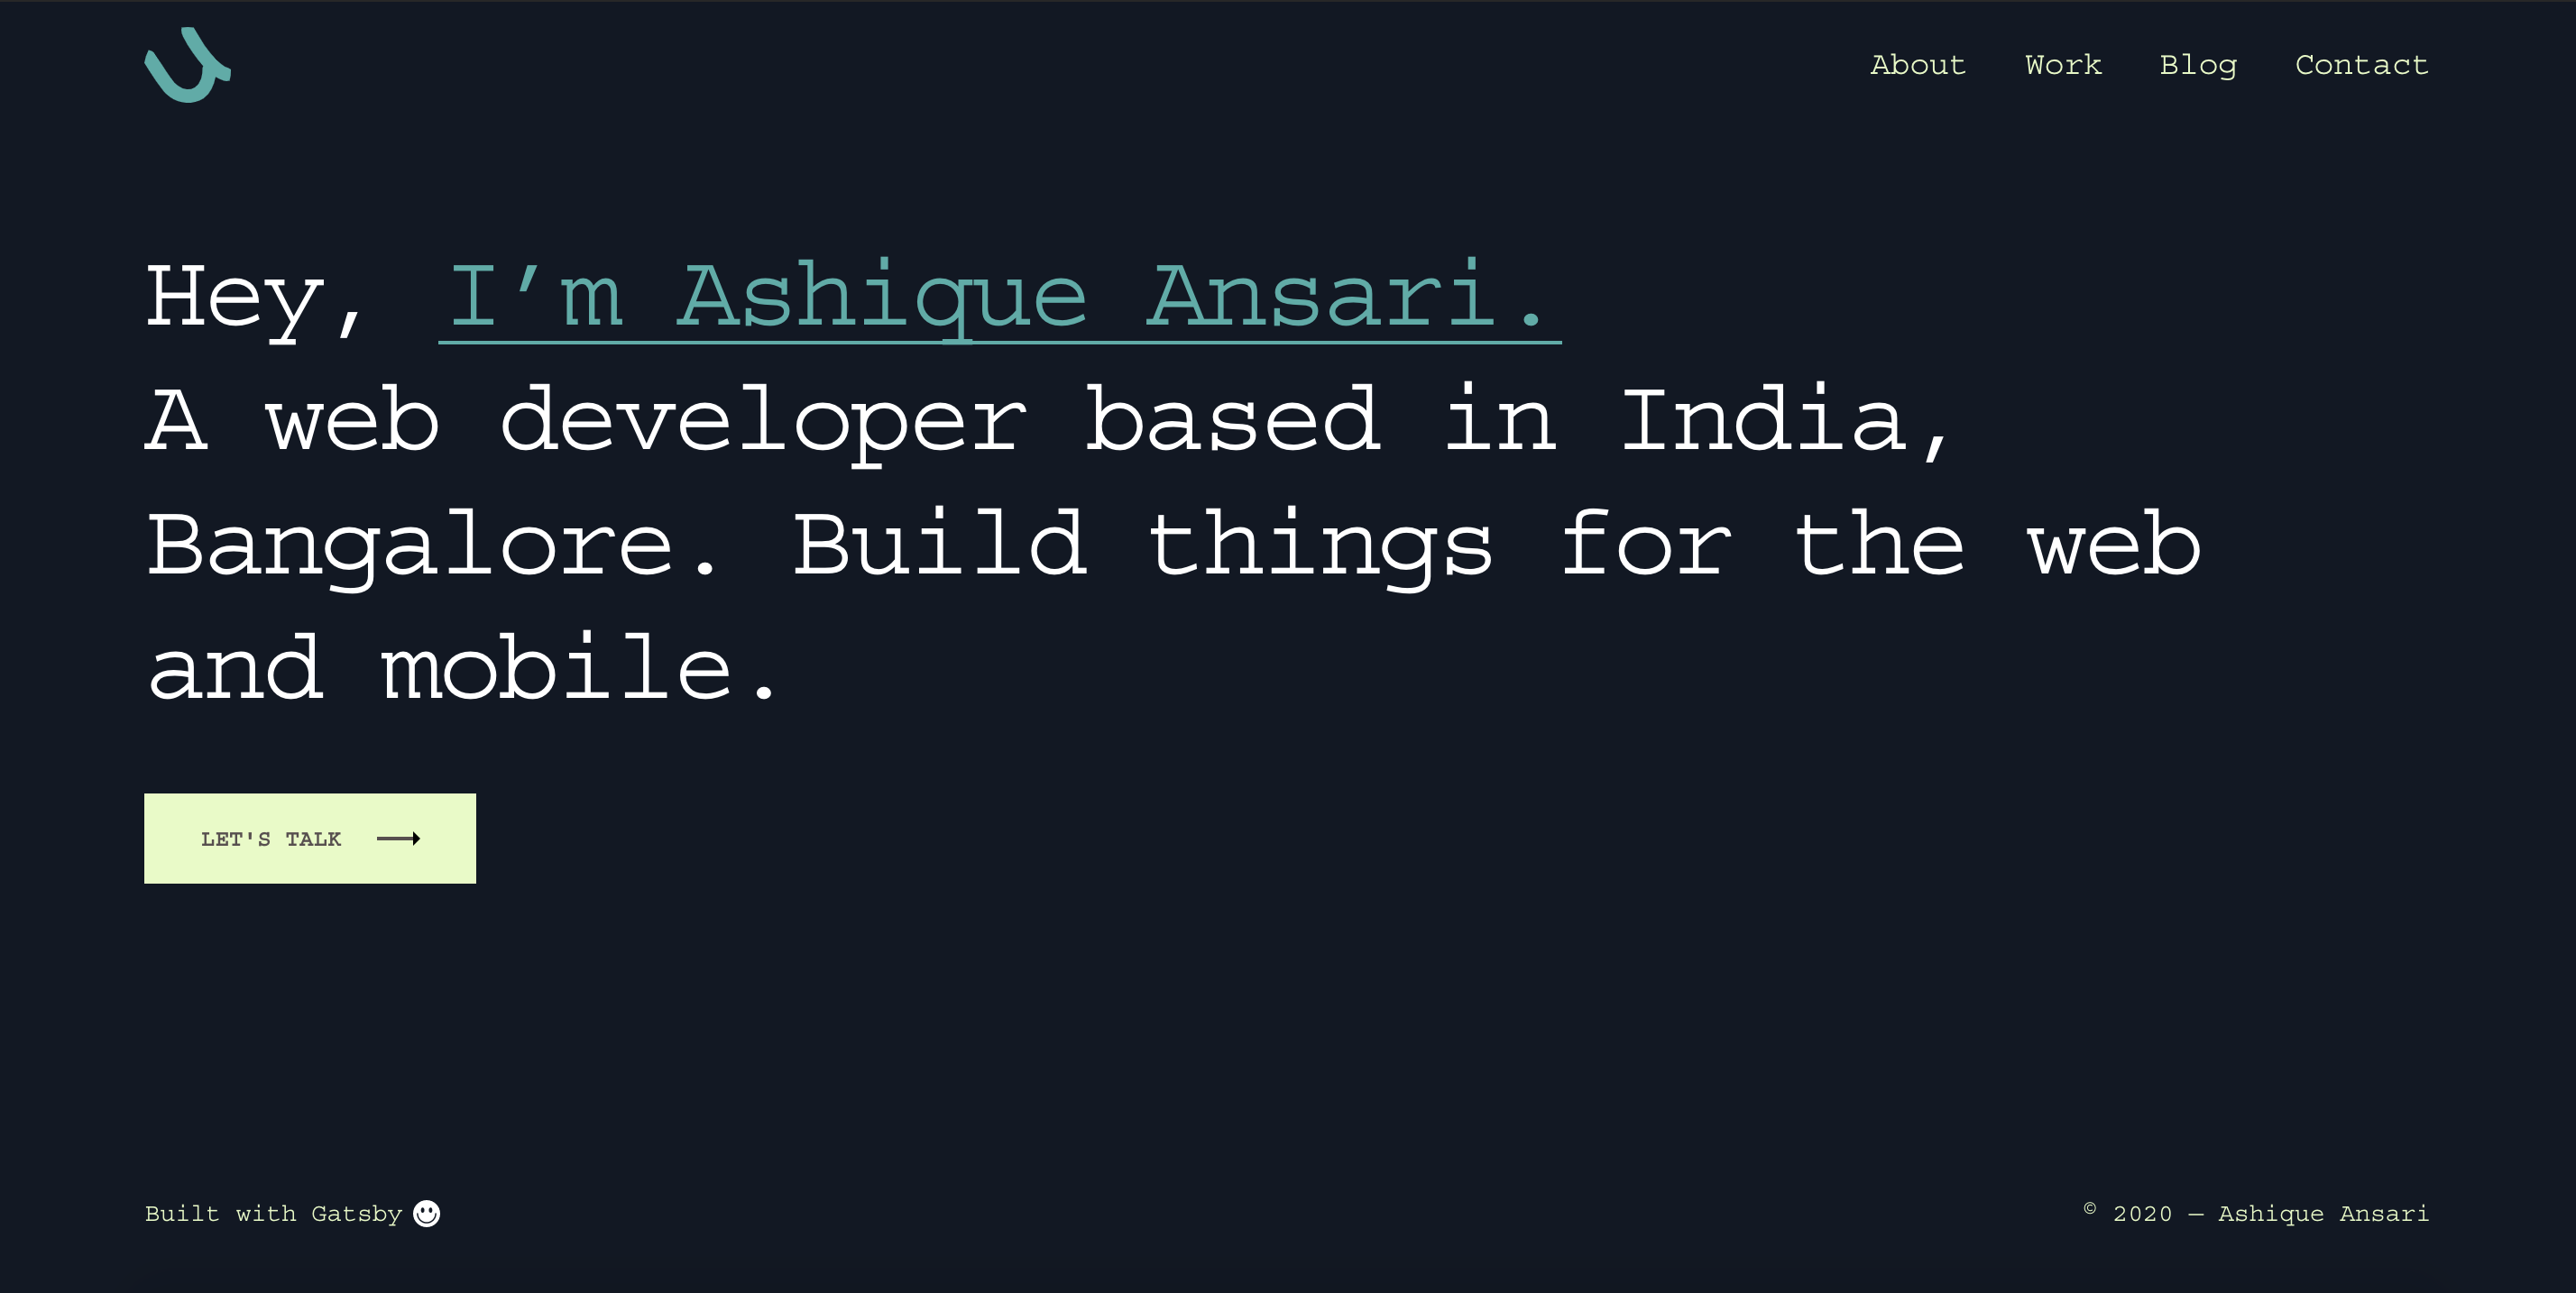 About Work Blog Contact
Hey, I’m Ashique Ansari.
A web developer based in India,
Bangalore. Build things for the web
and mobile.
LET'S TALK
Built with Gatsby
© 2020 — Ashique Ansari